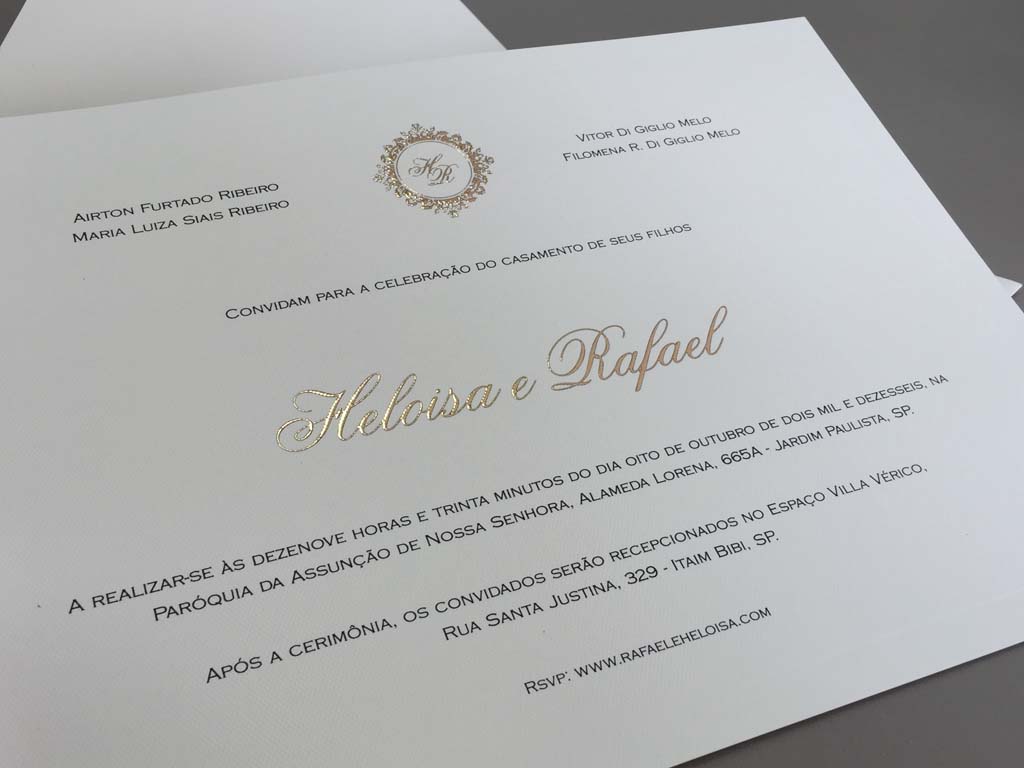 Airton Furtado Ribeiro
Maria Luiza Siais Ribeiro
HR
Vitor Di Giglio Melo
Filomena R. Di Giglio Melo
Convidam para a celebração do casamento de seus filhos
Heloisa e Rafael
A realizar-se às dezenove horas e trinta minutos do dia oito de outubro de dois mil e dezesseis, na
Paróquia da Assunção de Nossa Senhora, Alameda Lorena, 665A - Jardim Paulista, SP.
Após a cerimônia, os convidados serão recepcionados no Espaço Villa Vérico,
Rua Santa Justina, 329 - Itaim Bibi, SP.
Rsvp: www.rafaeleheloisa.com